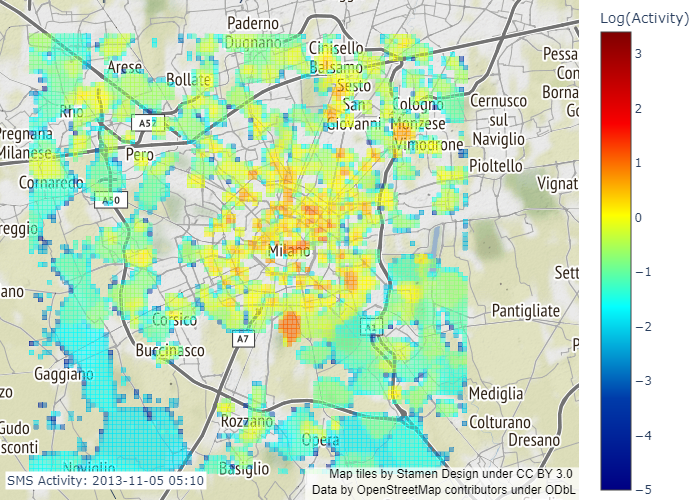 Paderno
Dugnano
Cinisello
Balsamo
Log(Activity)
Arese
Bollate
Sesto
San
Giovanni
Cologno
Monzese
Cernusco
sul
Naviglio
Pessa
Con
Borna
Go
Rho
A52
Pregnana
Milanese
Pero
Vimodrone
Pioltello
Cornaredo
A50
Vignat
reggio
Milano
Sett
ano
Pantigliate
Corsico
A7
A1
Buccinasco
P
Gaggiano
zo
Mediglia
Rozzano
Colturano
Dresano
Gudo
sconti
Opera
Noviglio
Basiglio
SMS Activity: 2013-11-05 05:10
Map tiles by Stamen Design under CC BY 3.0
Data by OpenStreetMap contributors under ODbL
3
2
1
0
−1
−2
−3
−4
−5